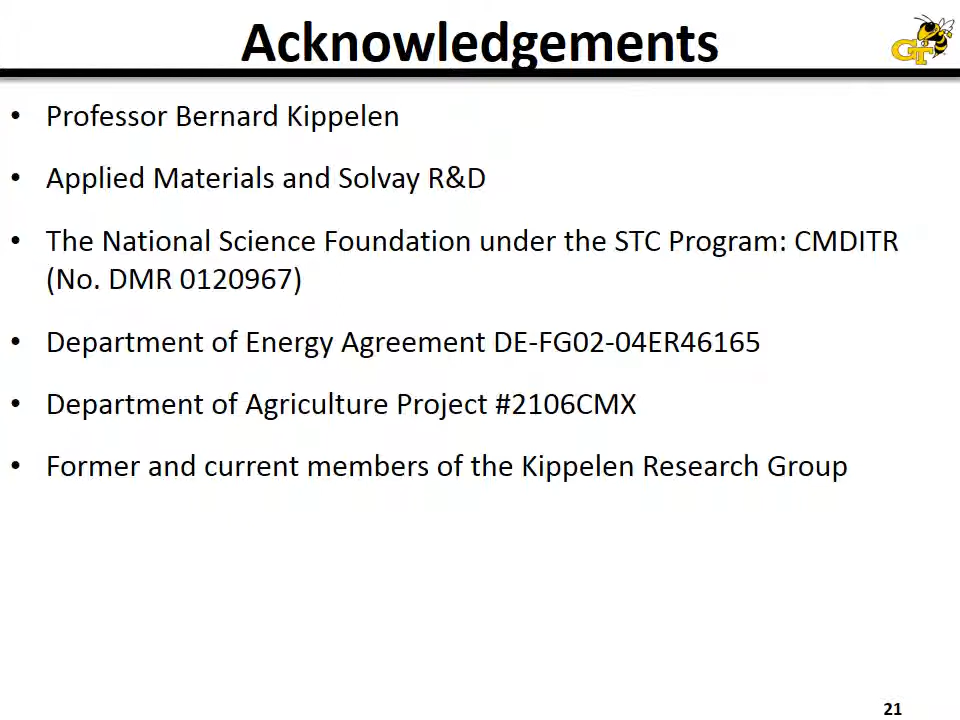 Acknowledgements
GT
• Professor Bernard Kippelen
• Applied Materials and Solvay R&D
• The National Science Foundation under the STC Program: CMDITR
(No. DMR 0120967)
• Department of Energy Agreement DE-FG02-04ER46165
• Department of Agriculture Project #2106CMX
• Former and current members of the Kippelen Research Group
21